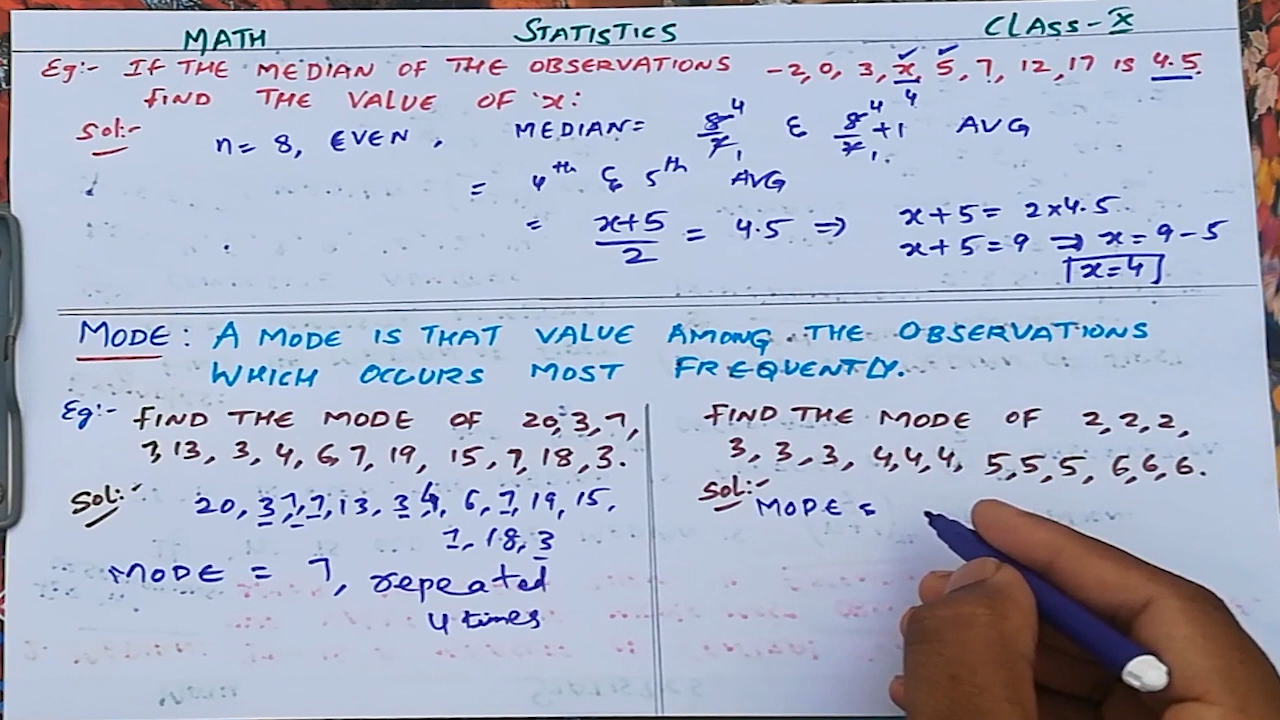 MATH STATISTICS CLASS-X
Eg:- IF THE MEDIAN OF THE OBSERVATIONS -2, 0, 3, x, 5, 7, 12, 17 IS 4.5
FIND THE VALUE OF 'x:
Sol:- n= 8, EVEN, MEDIAN= 8/2 & 8/2+1 AVG
= 4th & 5th AVG
= x+5/2 = 4.5 ⇒ x+5= 2×4.5
x+5=9 ⇒ x=9-5
x=4
MODE: A MODE IS THAT VALUE AMONG THE OBSERVATIONS
WHICH OCCURS MOST FREQUENTLY.
Eg:- FIND THE MODE OF 20, 3, 7,
7, 13, 3, 4, 6, 7, 19, 15, 7, 18, 3.
Sol:- 20, 3, 7, 7, 13, 3, 4, 6, 7, 19, 15,
7, 18, 3
MODE = 7, repeated
4 times
FIND THE MODE OF 2, 2, 2,
3, 3, 3, 4, 4, 4, 5, 5, 5, 6, 6, 6.
Sol:- MODE =